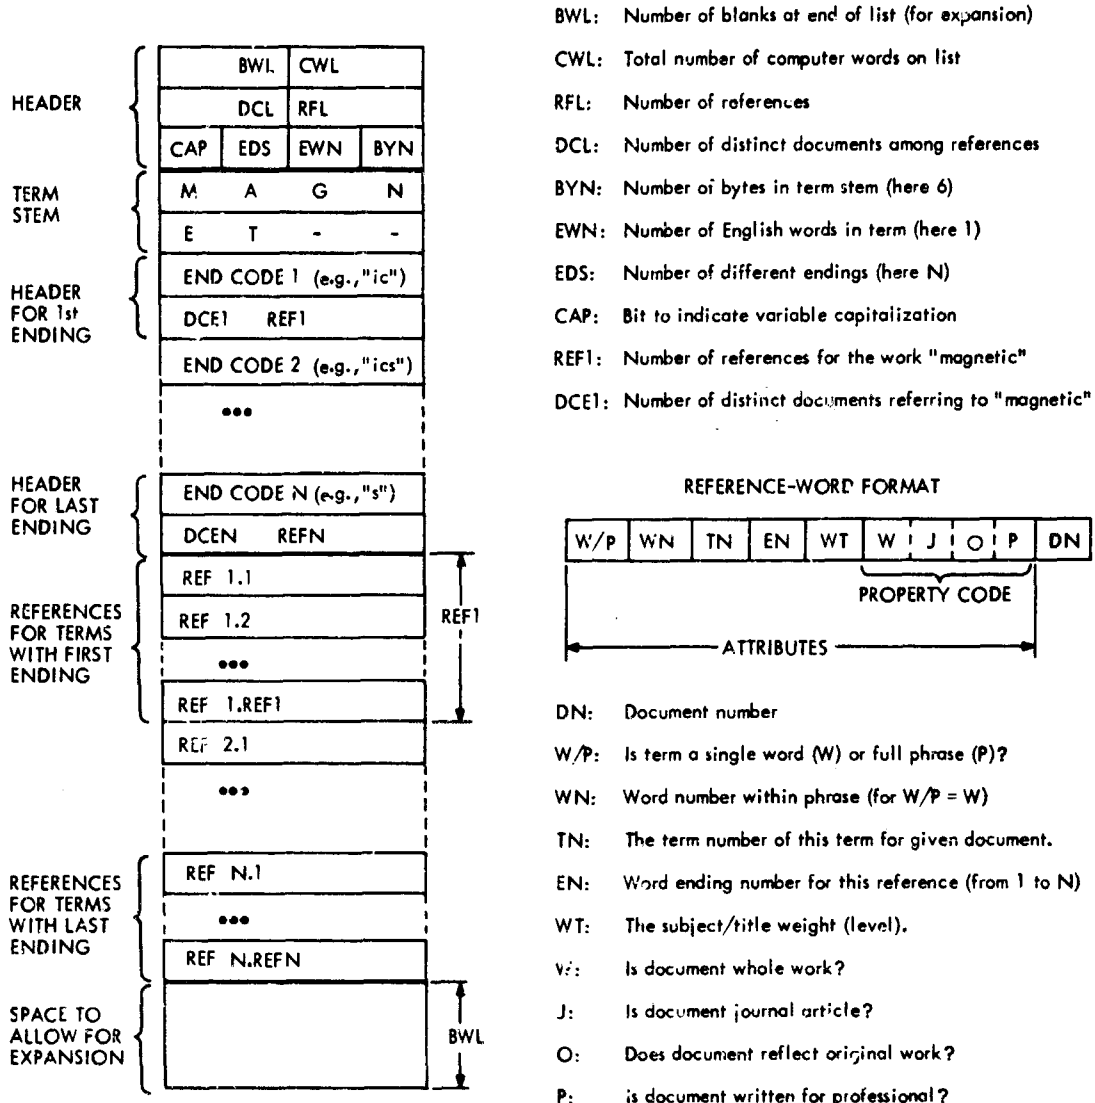 BWL: Number of blanks at end of list (for expansion)
CWL: Total number of computer words on list
RFL: Number of references
DCL: Number of distinct documents among references
BYN: Number of bytes in term stem (here 6)
EWN: Number of English words in term (here 1)
EDS: Number of different endings (here N)
CAP: Bit to indicate variable capitalization
REF1: Number of references for the work "magnetic"
DCE1: Number of distinct documents referring to "magnetic"
HEADER
BWL CWL
DCL RFL
CAP EDS EWN BYN
TERM
STEM
M A G N
E T - -
HEADER
FOR 1st
ENDING
END CODE 1 (e.g.,"ic")
DCE1 REF1
END CODE 2 (e.g.,"ics")
•••
HEADER
FOR LAST
ENDING
END CODE N (e.g.,"s")
DCEN REFN
REFERENCES
FOR TERMS
WITH FIRST
ENDING
REF 1.1
REF 1.2
•••
REF 1.REF1
REF1
REF 2.1
•••
REFERENCES
FOR TERMS
WITH LAST
ENDING
REF N.1
•••
REF N.REFN
SPACE TO
ALLOW FOR
EXPANSION
BWL
REFERENCE-WORD FORMAT
W/P WN TN EN WT W J O P DN
PROPERTY CODE
ATTRIBUTES
DN: Document number
W/P: Is term a single word (W) or full phrase (P)?
WN: Word number within phrase (for W/P = W)
TN: The term number of this term for given document.
EN: Word ending number for this reference (from 1 to N)
WT: The subject/title weight (level).
W: Is document whole work?
J: Is document journal article?
O: Does document reflect original work?
P: Is document written for professional?